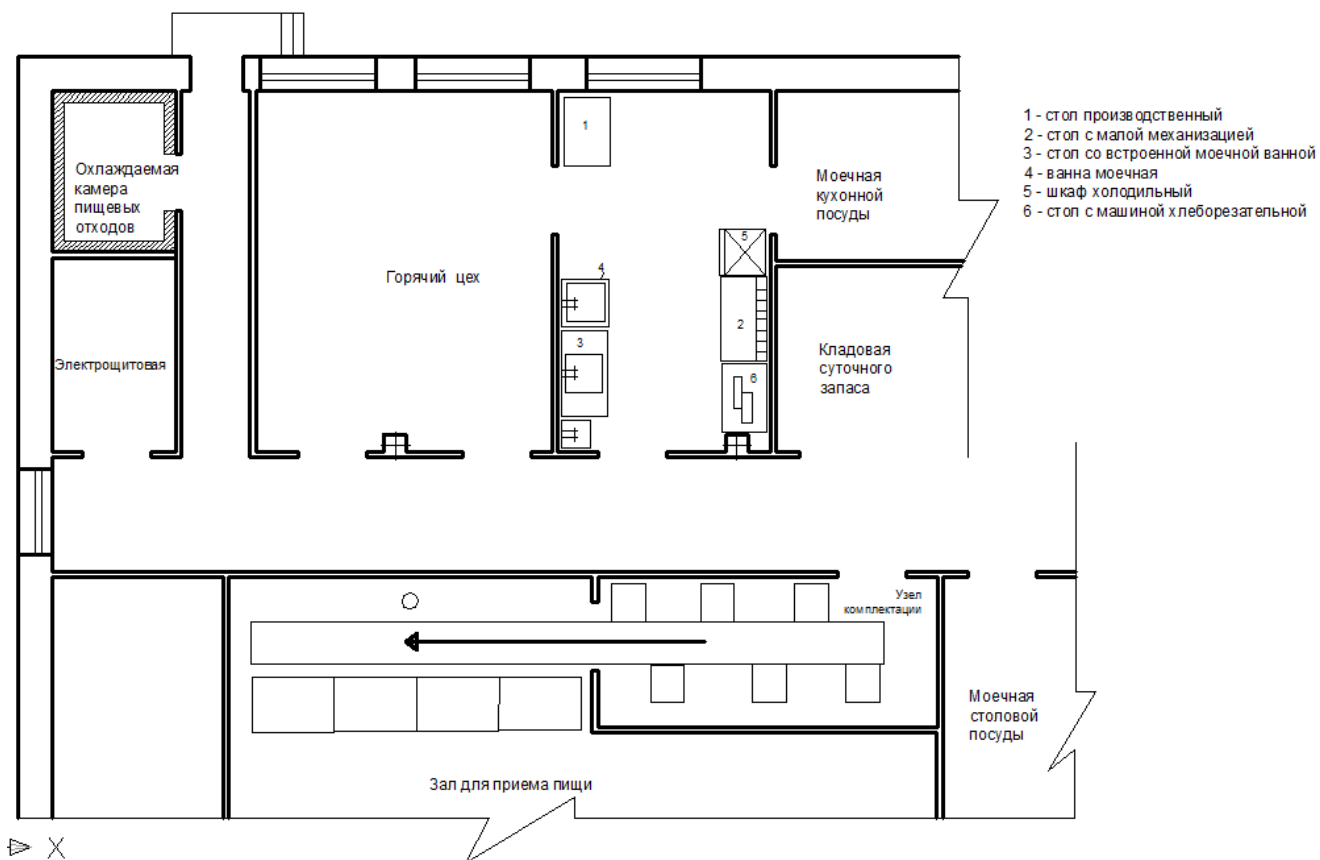 1 - стол производственный
2 - стол с малой механизацией
3 - стол со встроенной моечной ванной
4 - ванна моечная
5 - шкаф холодильный
6 - стол с машиной хлеборезательной
1
Охлаждаемая
камера
пищевых
отходов
Моечная
кухонной
посуды
5
4
Горячий цех
2
3
Кладовая
суточного
запаса
Электрощитовая
6
Узел
комплектации
Моечная
столовой
посуды
Зал для приема пищи
X